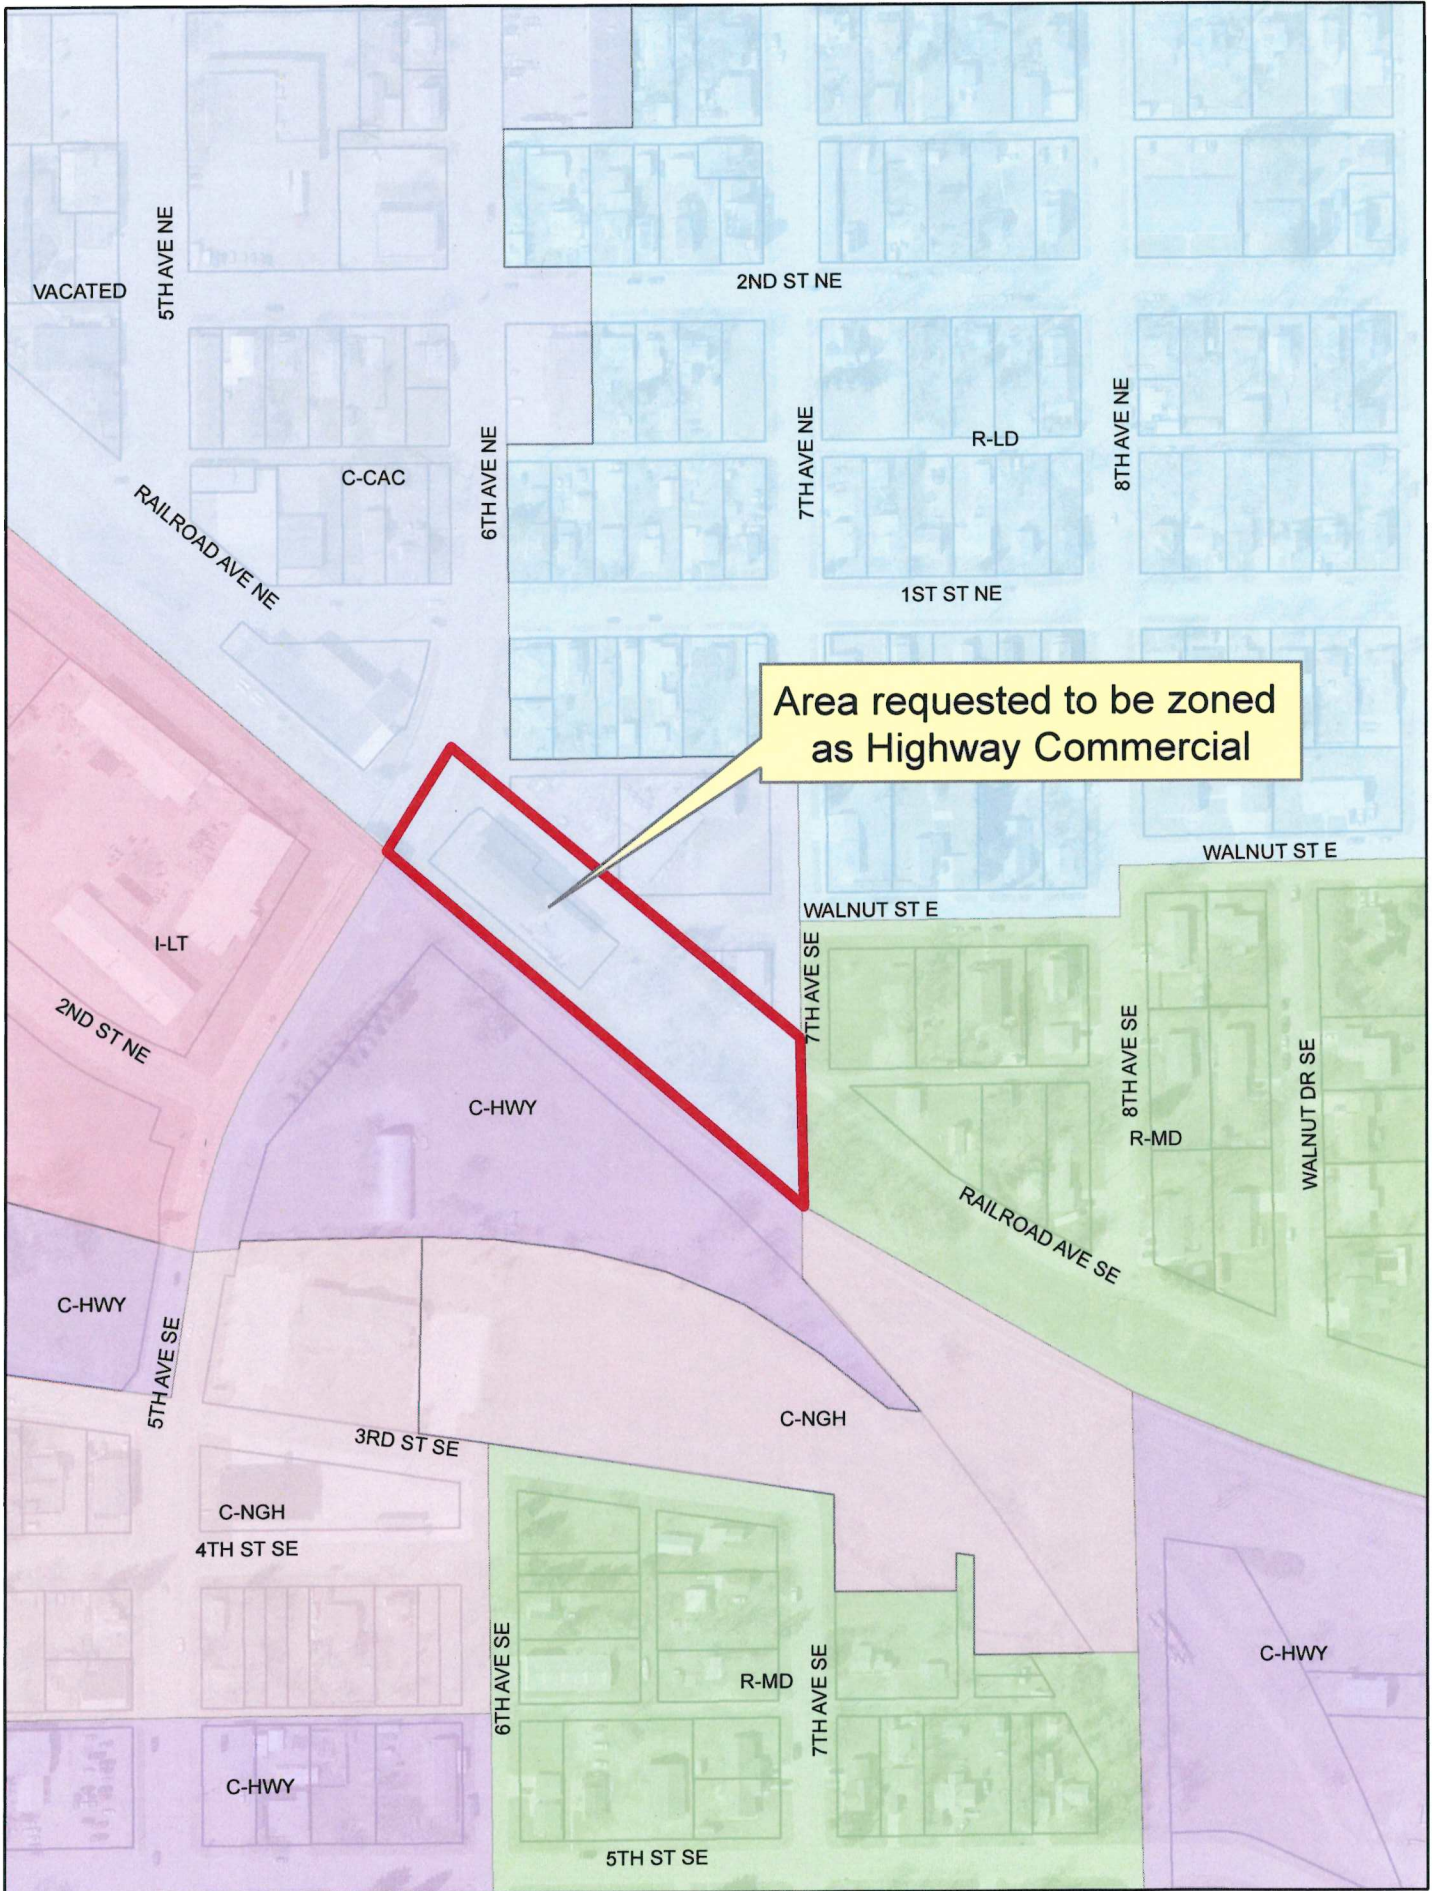 5TH AVE NE
VACATED
2ND ST NE
6TH AVE NE
7TH AVE NE
8TH AVE NE
R-LD
C-CAC
RAILROAD AVE NE
1ST ST NE
Area requested to be zoned
as Highway Commercial
WALNUT ST E
WALNUT ST E
I-LT
7TH AVE SE
2ND ST NE
8TH AVE SE
WALNUT DR SE
C-HWY
R-MD
RAILROAD AVE SE
C-HWY
5TH AVE SE
C-NGH
3RD ST SE
C-NGH
4TH ST SE
6TH AVE SE
R-MD
7TH AVE SE
C-HWY
C-HWY
5TH ST SE